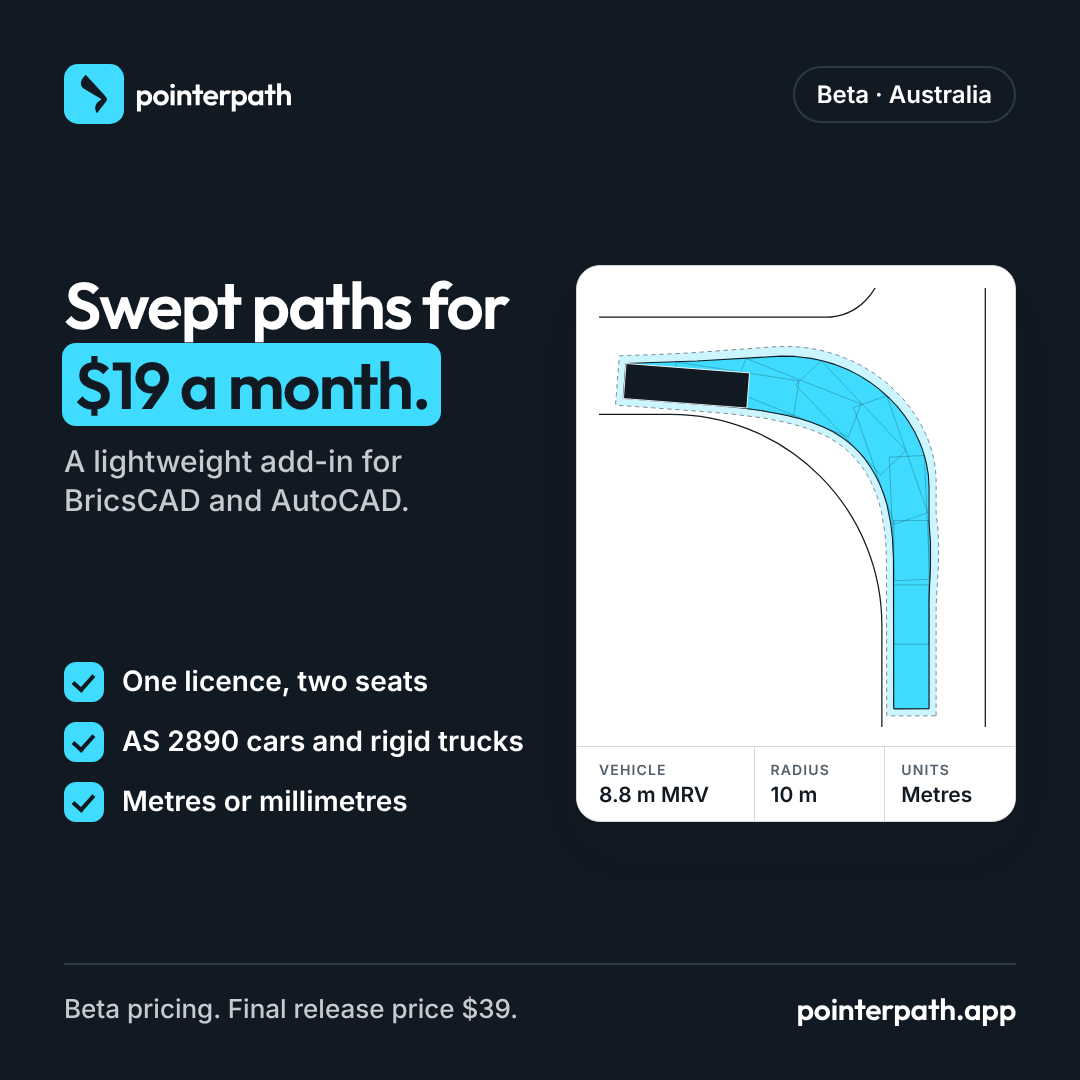 pointerpath
Beta · Australia
Swept paths for
$19 a month.
A lightweight add-in for
BricsCAD and AutoCAD.
One licence, two seats
AS 2890 cars and rigid trucks
Metres or millimetres
VEHICLE
8.8 m MRV
RADIUS
10 m
UNITS
Metres
Beta pricing. Final release price $39.
pointerpath.app